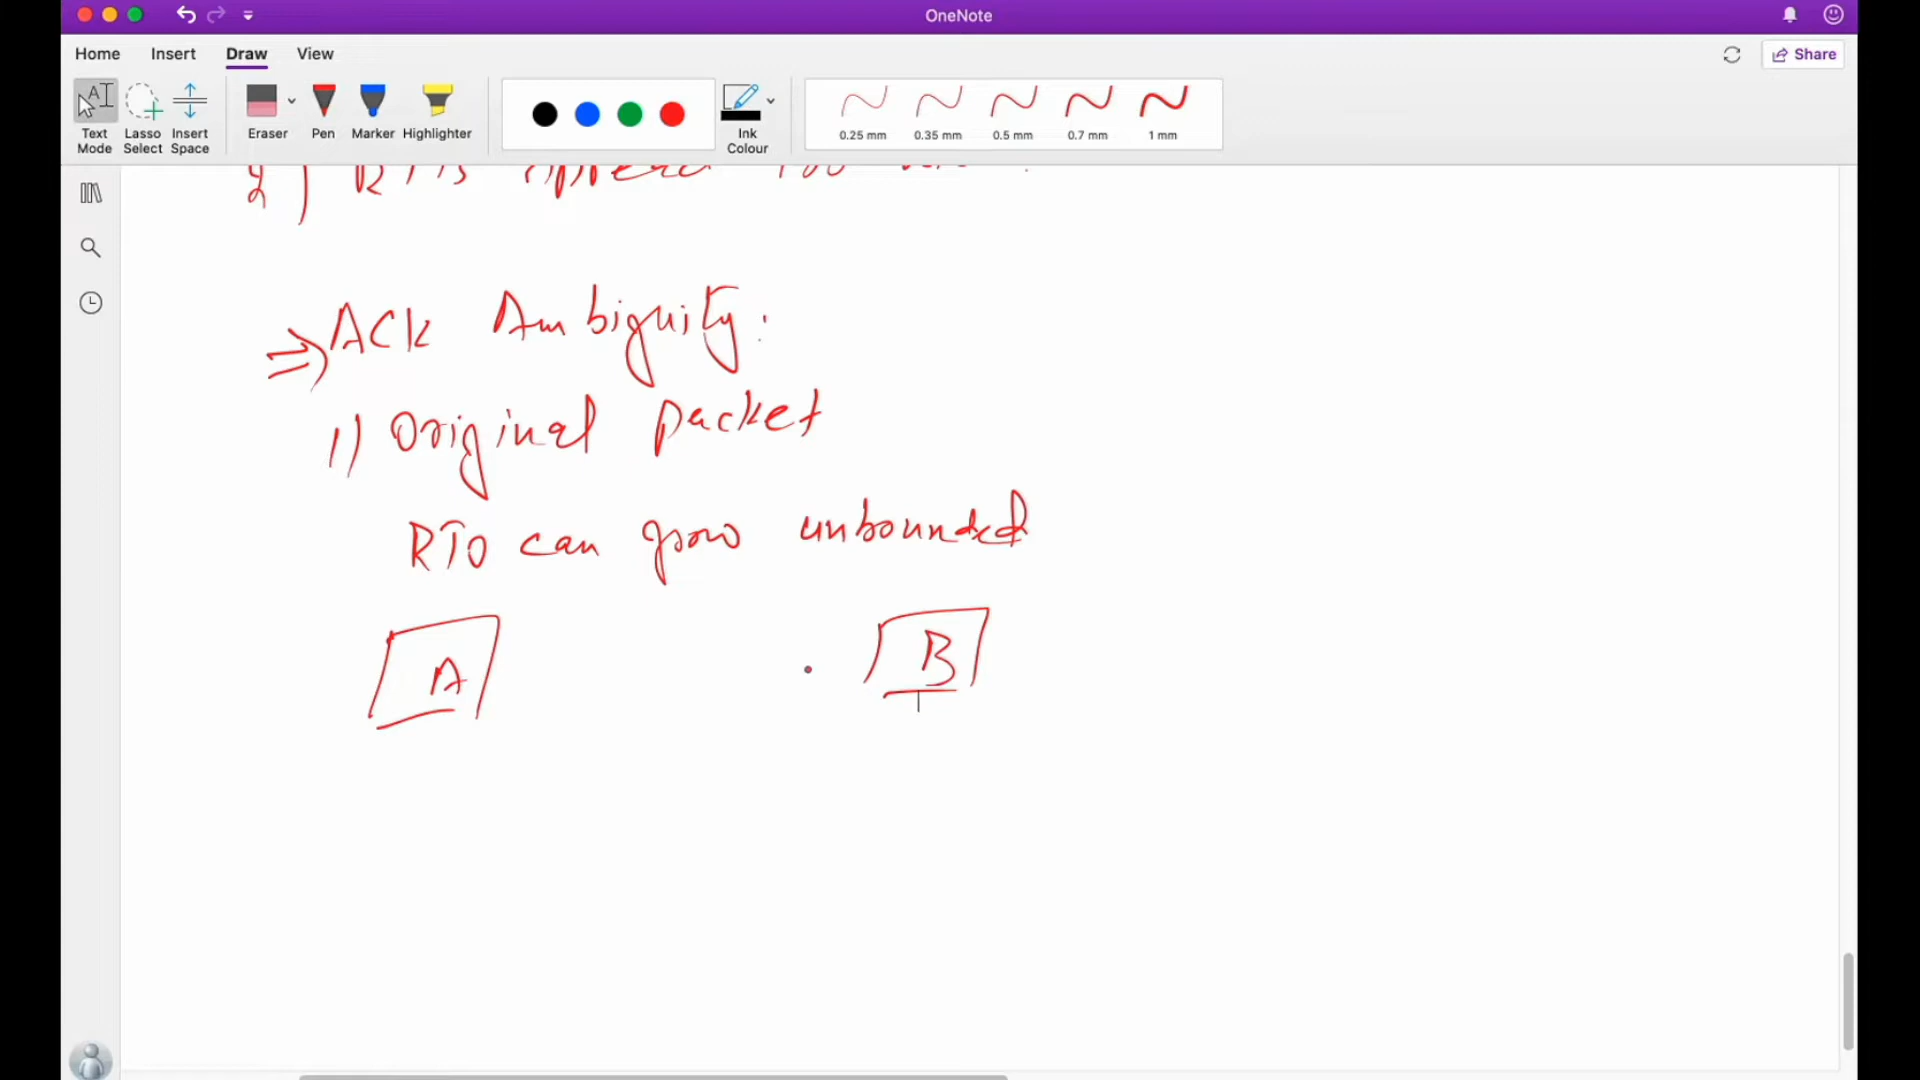 OneNote
Home Insert Draw View Share
Text Mode Lasso Select Insert Space Eraser Pen Marker Highlighter Ink Colour 0.25 mm 0.35 mm 0.5 mm 0.7 mm 1 mm
2)
⇒ ACK Ambiguity:
1) Original packet
RTO can grow unbounded
A B